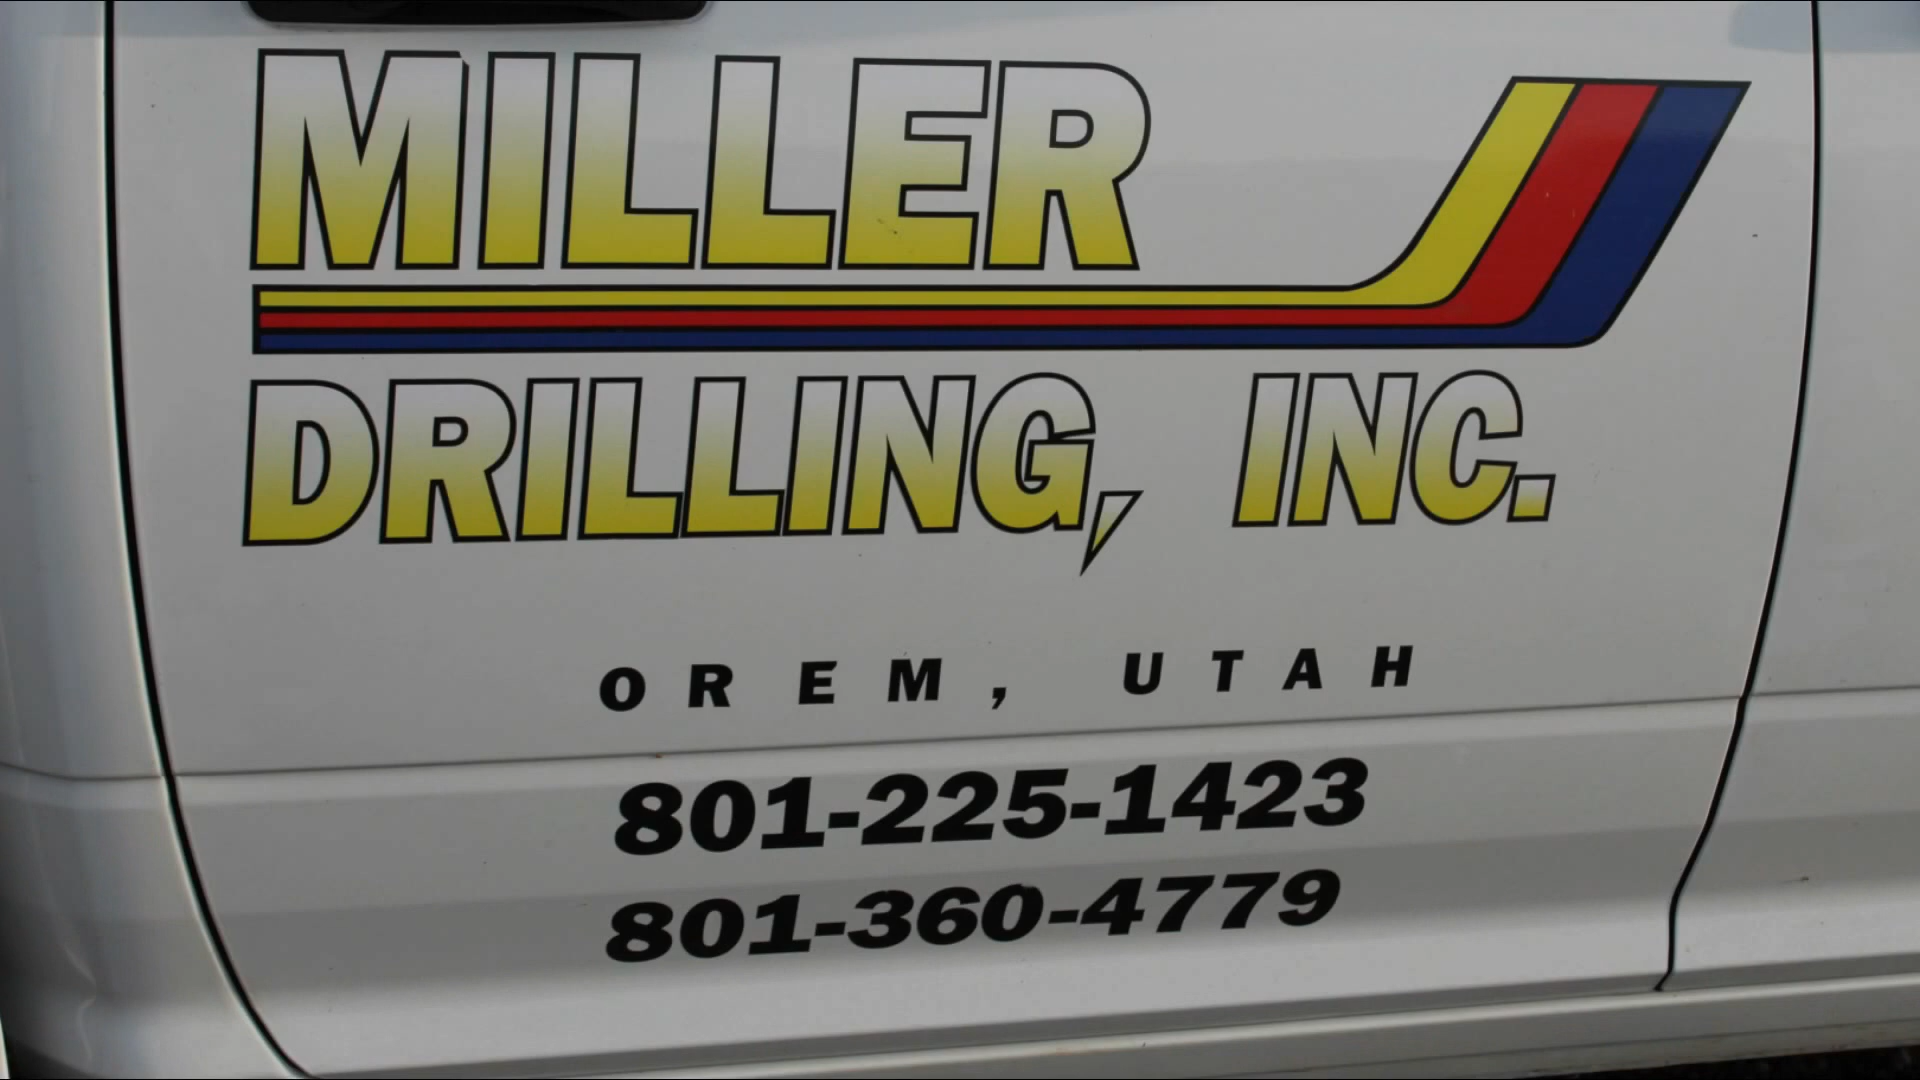 MILLER
DRILLING, INC.
OREM, UTAH
801-225-1423
801-360-4779